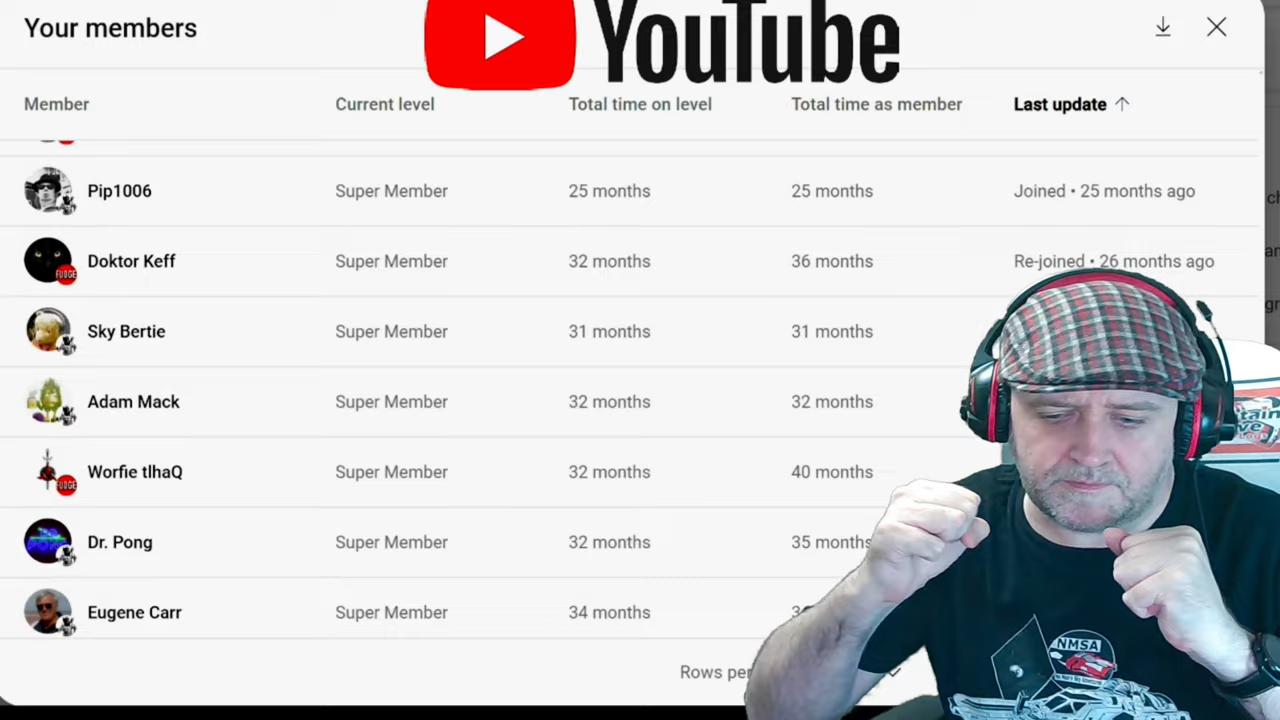 Your members
YouTube
Member Current level Total time on level Total time as member Last update
Pip1006 Super Member 25 months 25 months Joined • 25 months ago
Doktor Keff Super Member 32 months 36 months Re-joined • 26 months ago
FUDGE
Sky Bertie Super Member 31 months 31 months
Adam Mack Super Member 32 months 32 months
Worfie tlhaQ Super Member 32 months 40 months
FUDGE
Dr. Pong Super Member 32 months 35 months
Eugene Carr Super Member 34 months
Rows per
NMSA